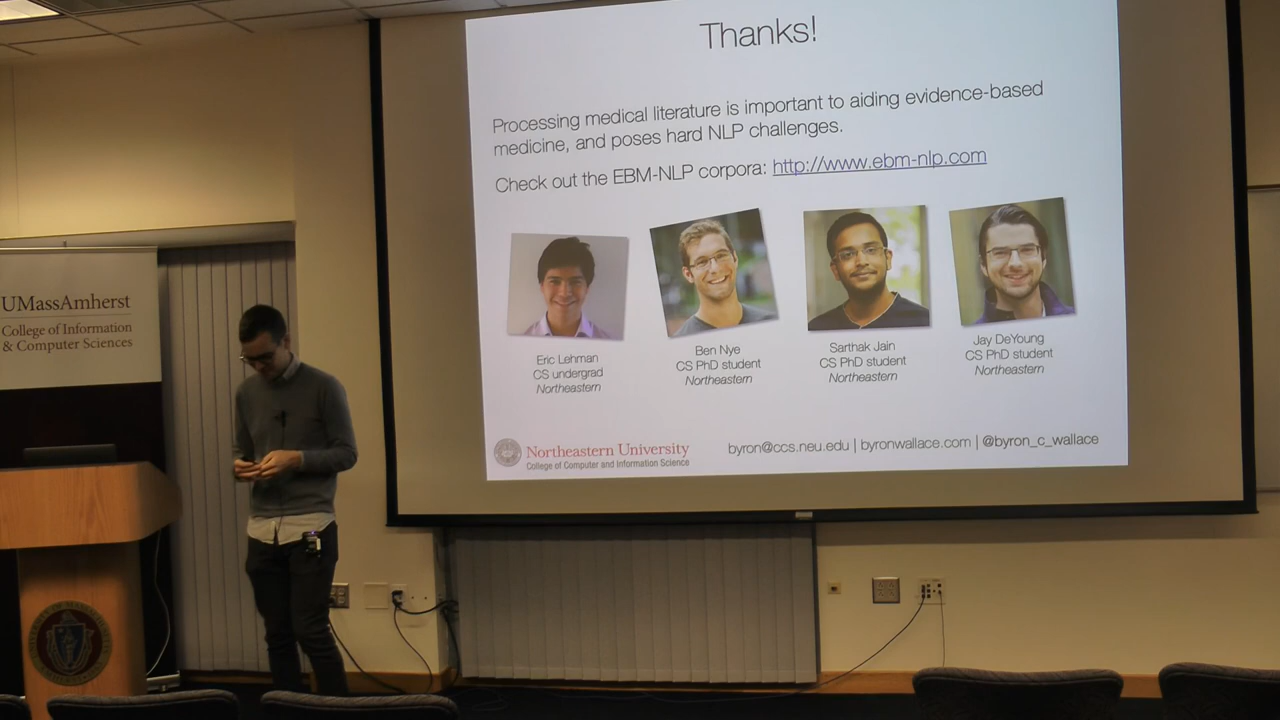 Thanks!
Processing medical literature is important to aiding evidence-based
medicine, and poses hard NLP challenges.
Check out the EBM-NLP corpora: http://www.ebm-nlp.com
Eric Lehman
CS undergrad
Northeastern
Ben Nye
CS PhD student
Northeastern
Sarthak Jain
CS PhD student
Northeastern
Jay DeYoung
CS PhD student
Northeastern
Northeastern University
College of Computer and Information Science
byron@ccs.neu.edu | byronwallace.com | @byron_c_wallace
UMassAmherst
College of Information
& Computer Sciences